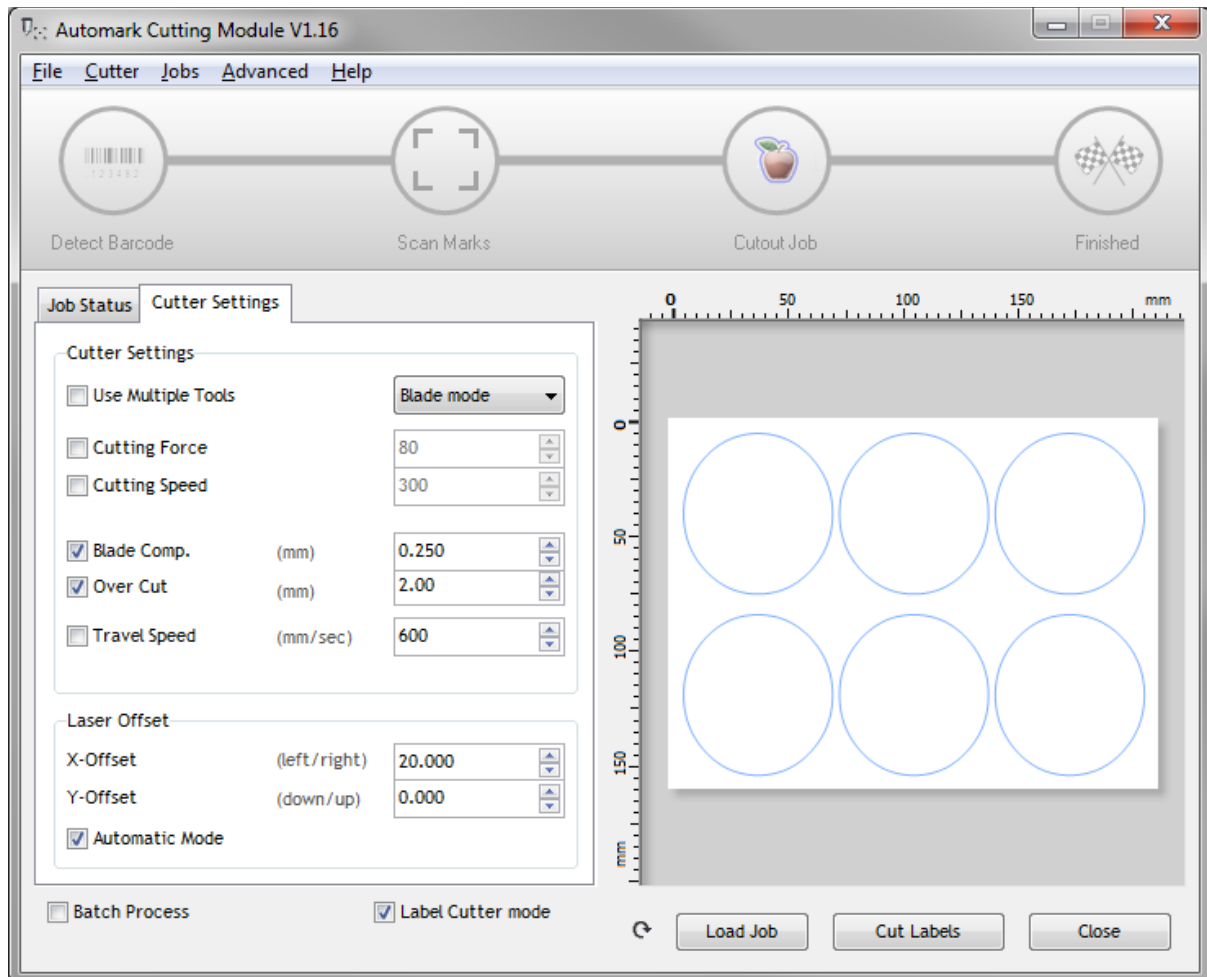 Automark Cutting Module V1.16
File Cutter Jobs Advanced Help
123482
Detect Barcode Scan Marks Cutout Job Finished
Job Status Cutter Settings
0 50 100 150 mm
Cutter Settings
Use Multiple Tools Blade mode
Cutting Force 80
Cutting Speed 300
Blade Comp. (mm) 0.250
Over Cut (mm) 2.00
Travel Speed (mm/sec) 600
Laser Offset
X-Offset (left/right) 20.000
Y-Offset (down/up) 0.000
Automatic Mode
0
50
100
150
mm
Batch Process Label Cutter mode
Load Job Cut Labels Close